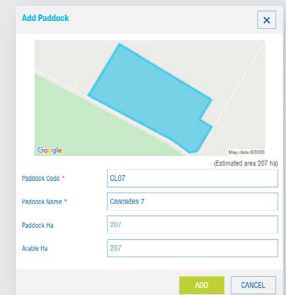 Add Paddock
X
Google
Map data ©2020
(Estimated area 207 ha)
Paddock Code * CL07
Paddock Name * Cascades 7
Paddock Ha 207
Arable Ha 207
ADD CANCEL